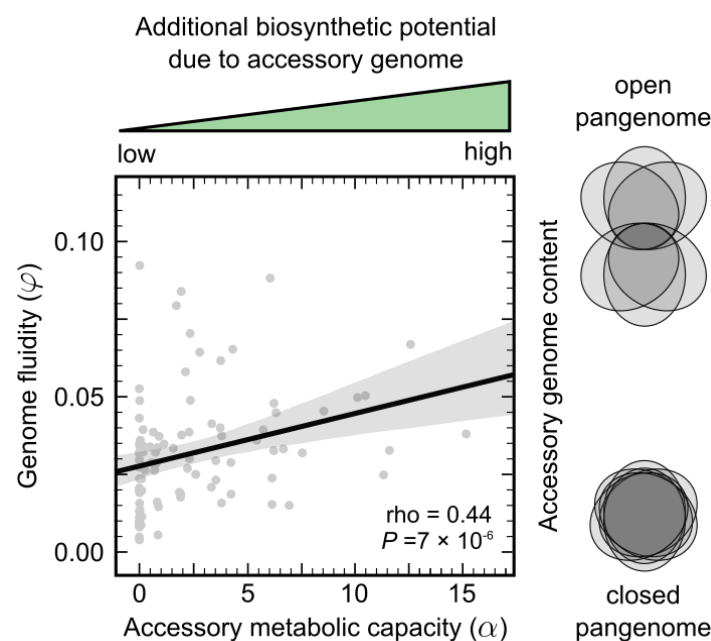 Additional biosynthetic potential
due to accessory genome
low
high
open
pangenome
Genome fluidity (φ)
0.10
0.05
0.00
rho = 0.44
P =7 × 10⁻⁶
0
5
10
15
Accessory metabolic capacity (α)
Accessory genome content
closed
pangenome